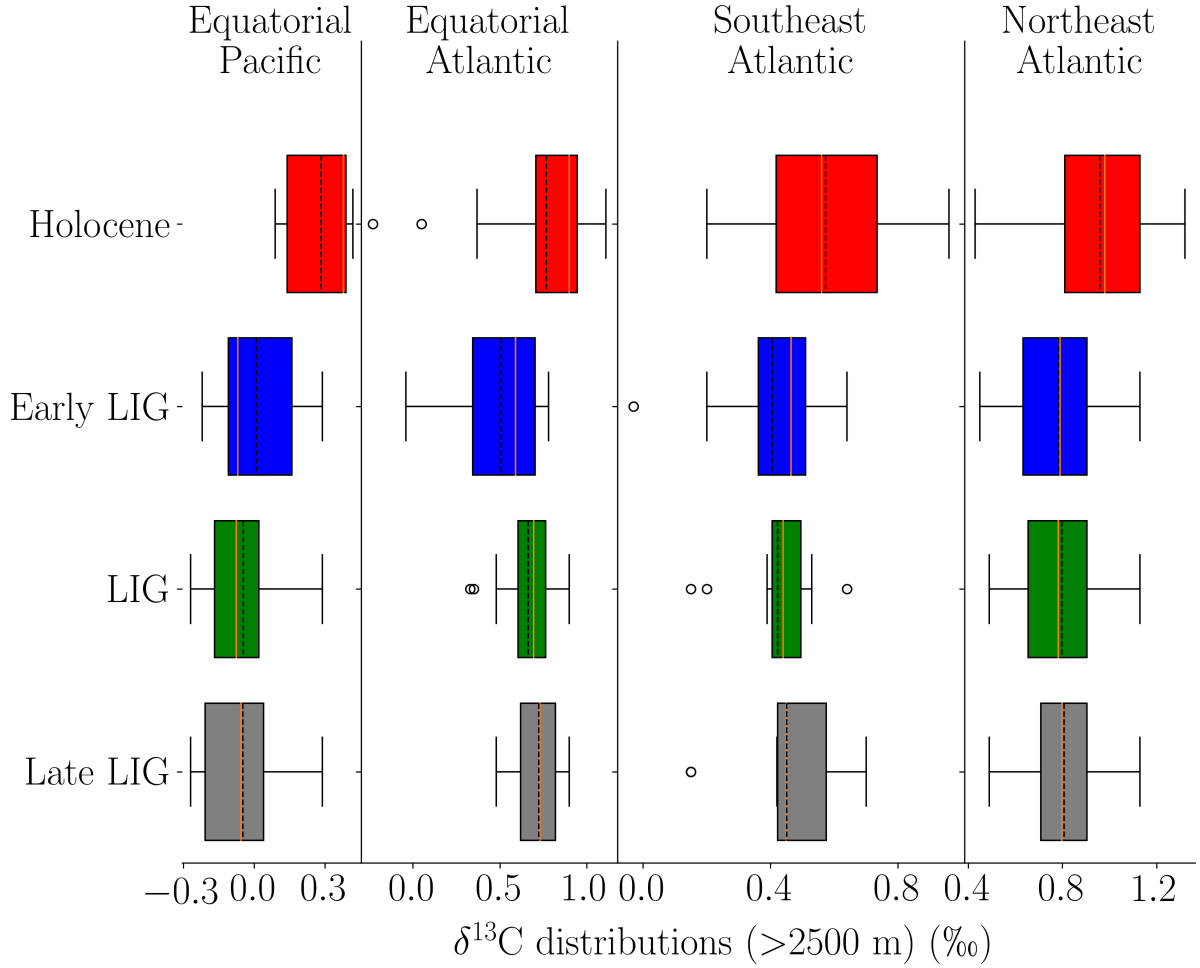 Equatorial Pacific
Equatorial Atlantic
Southeast Atlantic
Northeast Atlantic
Holocene
Early LIG
LIG
Late LIG
−0.3 0.0 0.3
0.0 0.5 1.0
0.0 0.4 0.8
0.4 0.8 1.2
δ¹³C distributions (>2500 m) (‰)